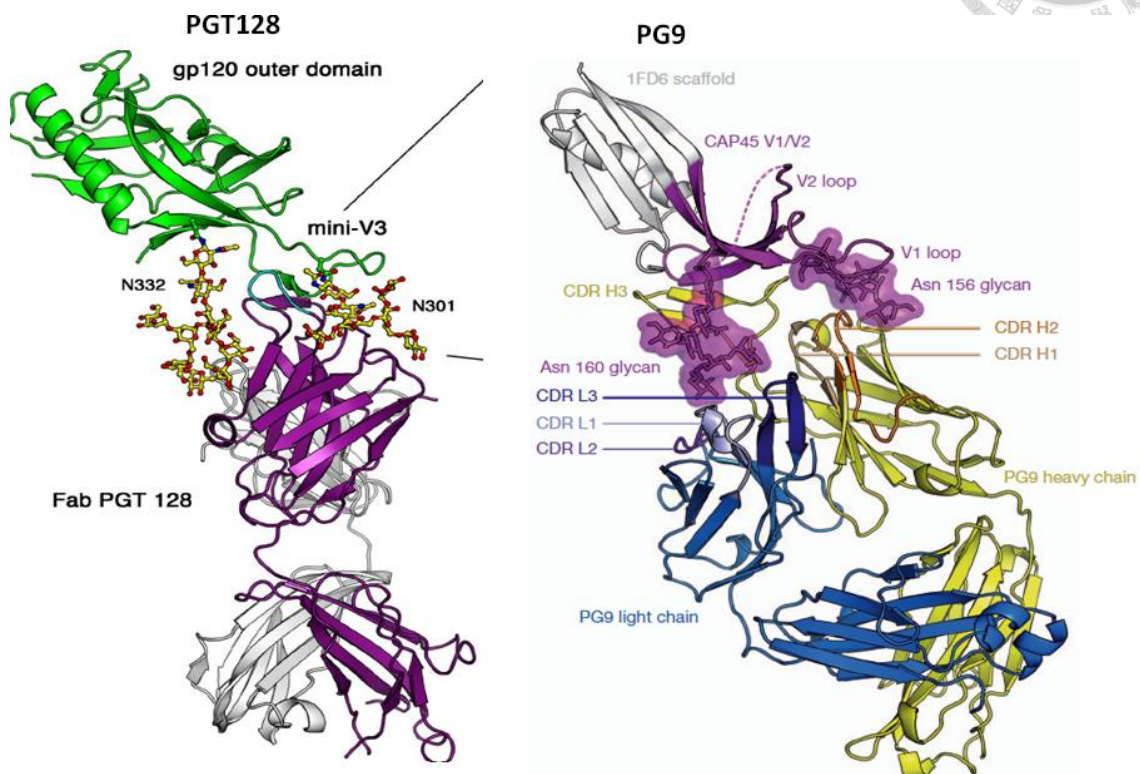 PGT128
gp120 outer domain
mini-V3
N332
N301
Fab PGT 128
PG9
1FD6 scaffold
CAP45 V1/V2
V2 loop
V1 loop
Asn 156 glycan
CDR H3
CDR H2
CDR H1
Asn 160 glycan
CDR L3
CDR L1
CDR L2
PG9 heavy chain
PG9 light chain